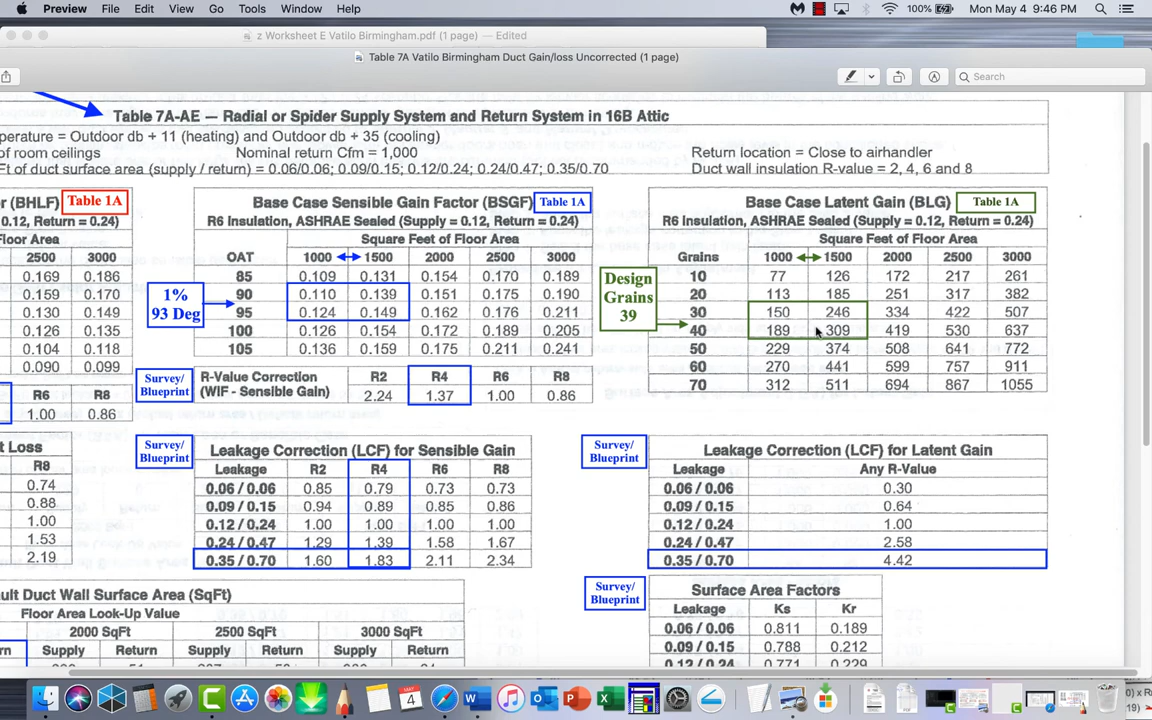 Preview File Edit View Go Tools Window Help 100% Mon May 4 9:46 PM
z Worksheet E Vatilo Birmingham.pdf (1 page) — Edited
Table 7A Vatilo Birmingham Duct Gain/loss Uncorrected (1 page)
Search
Table 7A-AE — Radial or Spider Supply System and Return System in 16B Attic
perature = Outdoor db + 11 (heating) and Outdoor db + 35 (cooling)
of room ceilings Nominal return Cfm = 1,000 Return location = Close to airhandler
Ft of duct surface area (supply / return) = 0.06/0.06; 0.09/0.15; 0.12/0.24; 0.24/0.47; 0.35/0.70 Duct wall insulation R-value = 2, 4, 6 and 8
r (BHLF) Table 1A Base Case Sensible Gain Factor (BSGF) Table 1A Base Case Latent Gain (BLG) Table 1A
0.12, Return = 0.24) R6 Insulation, ASHRAE Sealed (Supply = 0.12, Return = 0.24) R6 Insulation, ASHRAE Sealed (Supply = 0.12, Return = 0.24)
loor Area Square Feet of Floor Area Square Feet of Floor Area
2500 3000 OAT 1000 1500 2000 2500 3000 Grains 1000 1500 2000 2500 3000
0.169 0.186 85 0.109 0.131 0.154 0.170 0.189 10 77 126 172 217 261
0.159 0.170 90 0.110 0.139 0.151 0.175 0.190 20 113 185 251 317 382
0.130 0.149 95 0.124 0.149 0.162 0.176 0.211 30 150 246 334 422 507
0.126 0.135 100 0.126 0.154 0.172 0.189 0.205 40 189 309 419 530 637
0.104 0.118 105 0.136 0.159 0.175 0.211 0.241 50 229 374 508 641 772
0.090 0.099 60 270 441 599 757 911
70 312 511 694 867 1055
1%
93 Deg
Design
Grains
39
R6 R8
1.00 0.86
Survey/
Blueprint
R-Value Correction R2 R4 R6 R8
(WIF - Sensible Gain) 2.24 1.37 1.00 0.86
t Loss
R8
0.74
0.88
1.00
1.53
2.19
Survey/
Blueprint
Leakage Correction (LCF) for Sensible Gain
Leakage R2 R4 R6 R8
0.06 / 0.06 0.85 0.79 0.73 0.73
0.09 / 0.15 0.94 0.89 0.85 0.86
0.12 / 0.24 1.00 1.00 1.00 1.00
0.24 / 0.47 1.29 1.39 1.58 1.67
0.35 / 0.70 1.60 1.83 2.11 2.34
Survey/
Blueprint
Leakage Correction (LCF) for Latent Gain
Leakage Any R-Value
0.06 / 0.06 0.30
0.09 / 0.15 0.64
0.12 / 0.24 1.00
0.24 / 0.47 2.58
0.35 / 0.70 4.42
ult Duct Wall Surface Area (SqFt)
Floor Area Look-Up Value
2000 SqFt 2500 SqFt 3000 SqFt
rn Supply Return Supply Return Supply Return
Survey/
Blueprint
Surface Area Factors
Leakage Ks Kr
0.06 / 0.06 0.811 0.189
0.09 / 0.15 0.788 0.212
0.12 / 0.24 0.771 0.229